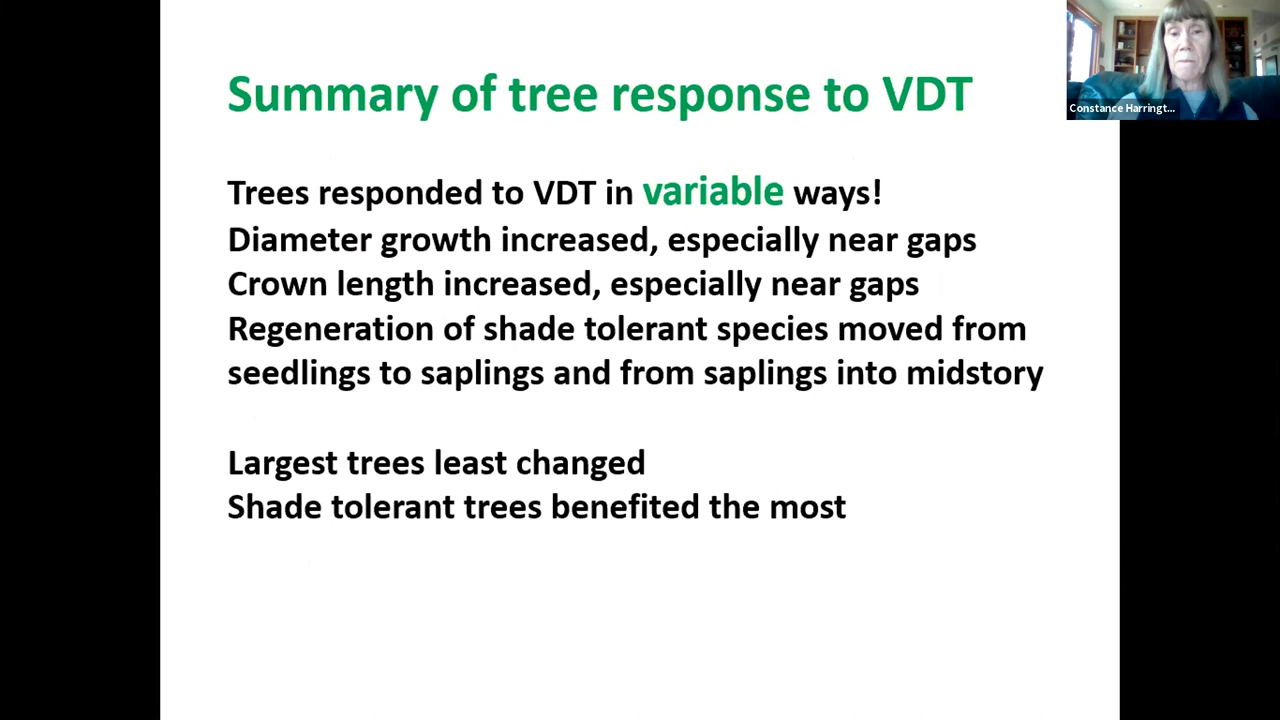 Summary of tree response to VDT
Constance Harringt...
Trees responded to VDT in variable ways!
Diameter growth increased, especially near gaps
Crown length increased, especially near gaps
Regeneration of shade tolerant species moved from
seedlings to saplings and from saplings into midstory
Largest trees least changed
Shade tolerant trees benefited the most